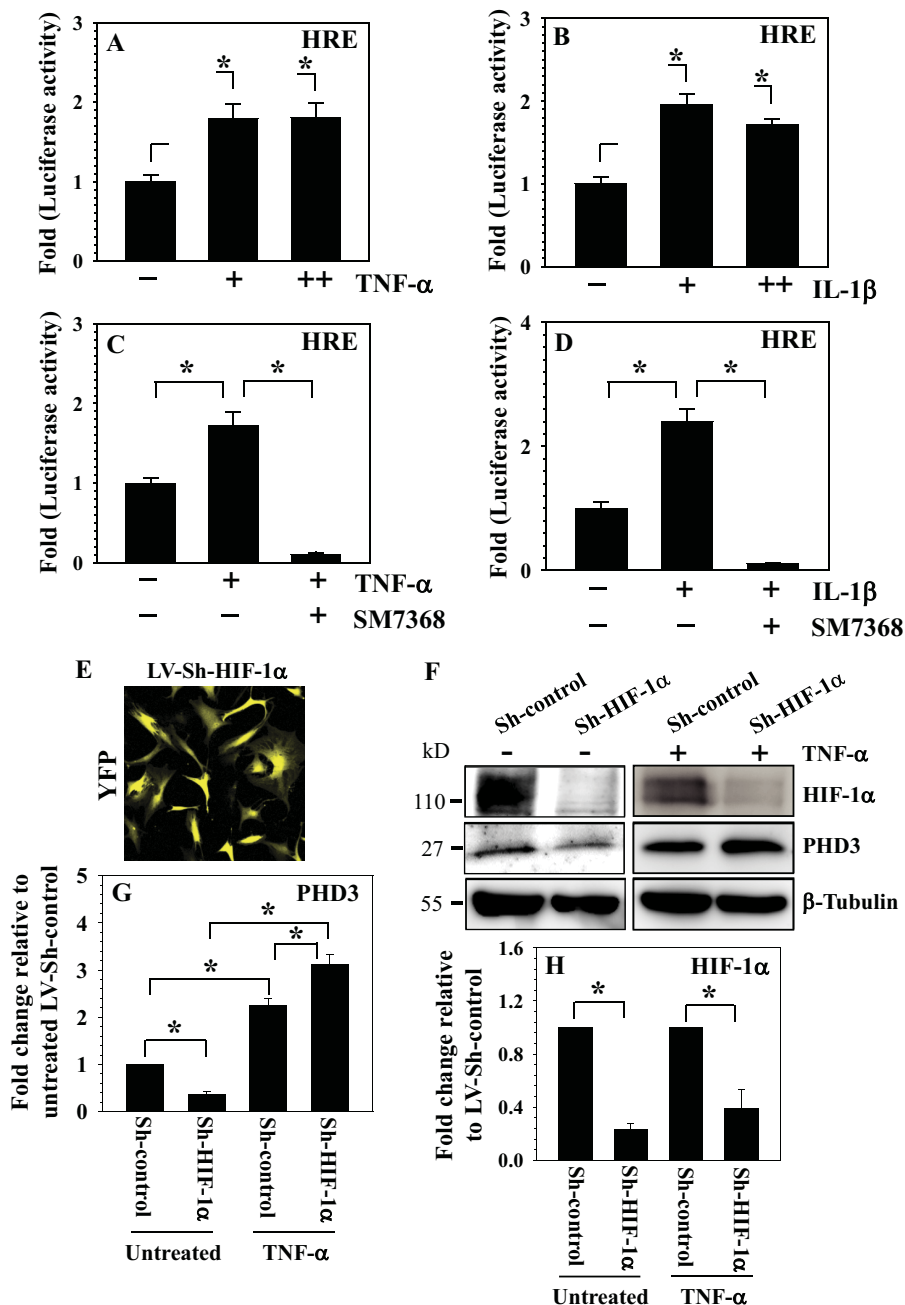 A HRE
Fold (Luciferase activity)
3
2
1
0
* *
− + ++ TNF-α
B HRE
Fold (Luciferase activity)
3
2
1
0
* *
− + ++ IL-1β
C HRE
Fold (Luciferase activity)
3
2
1
0
* *
− + + TNF-α
− − + SM7368
D HRE
Fold (Luciferase activity)
4
2
0
* *
− + + IL-1β
− − + SM7368
E LV-Sh-HIF-1α
YFP
F
Sh-control Sh-HIF-1α Sh-control Sh-HIF-1α
kD - - + + TNF-α
110 HIF-1α
27 PHD3
55 β-Tubulin
G PHD3
Fold change relative to
untreated LV-Sh-control
5
4
3
2
1
0
* * * *
Sh-control Sh-HIF-1α Sh-control Sh-HIF-1α
Untreated TNF-α
H HIF-1α
Fold change relative
to LV-Sh-control
1.6
1.2
0.8
0.4
0.0
* *
Sh-control Sh-HIF-1α Sh-control Sh-HIF-1α
Untreated TNF-α